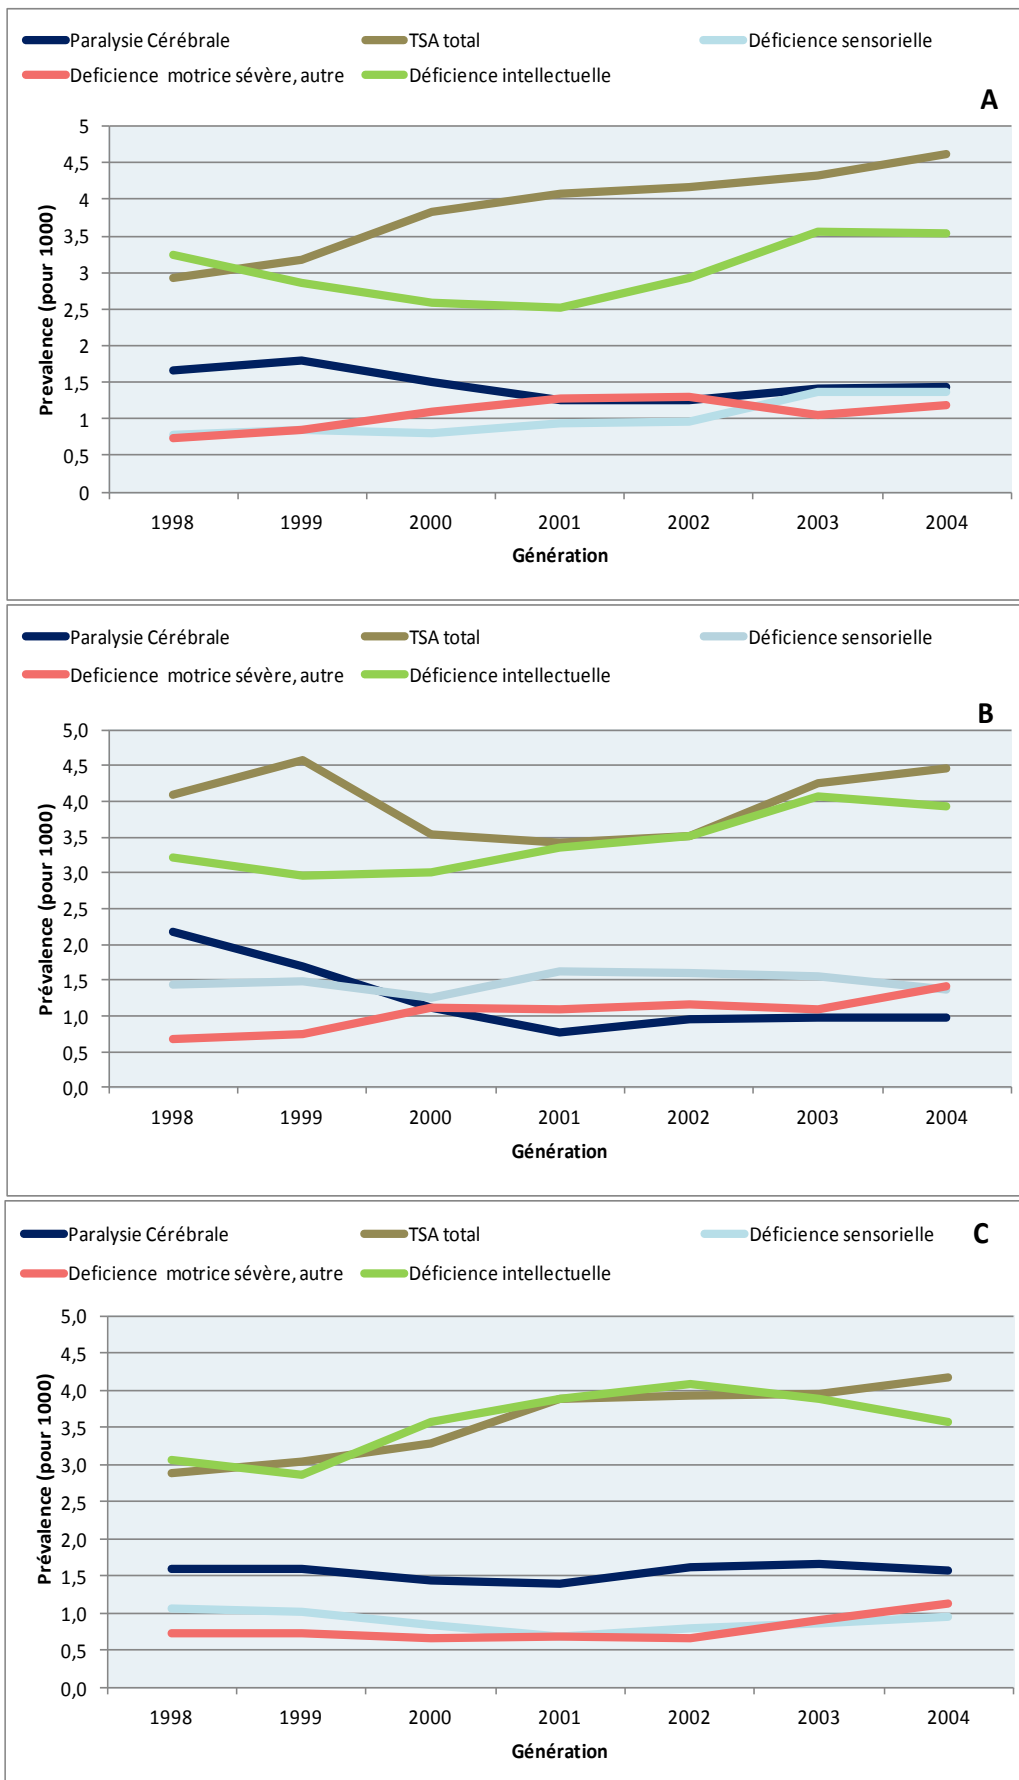 Paralysie Cérébrale TSA total Déficience sensorielle
Deficience motrice sévère, autre Déficience intellectuelle
A
5
4,5
4
3,5
3
2,5
2
1,5
1
0,5
0
Prevalence (pour 1000)
1998 1999 2000 2001 2002 2003 2004
Génération
Paralysie Cérébrale TSA total Déficience sensorielle
Deficience motrice sévère, autre Déficience intellectuelle
B
5,0
4,5
4,0
3,5
3,0
2,5
2,0
1,5
1,0
0,5
0,0
Prévalence (pour 1000)
1998 1999 2000 2001 2002 2003 2004
Génération
Paralysie Cérébrale TSA total Déficience sensorielle C
Deficience motrice sévère, autre Déficience intellectuelle
5,0
4,5
4,0
3,5
3,0
2,5
2,0
1,5
1,0
0,5
0,0
Prévalence (pour 1000)
1998 1999 2000 2001 2002 2003 2004
Génération